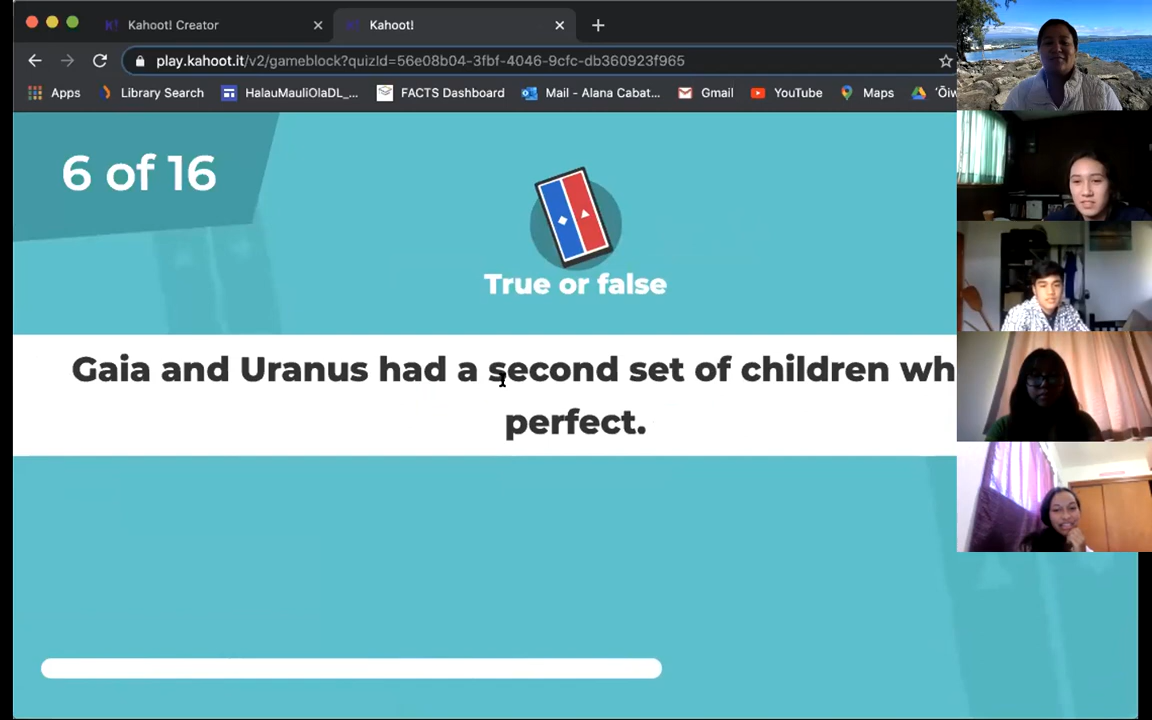 Kahoot! Creator
Kahoot!
play.kahoot.it/v2/gameblock?quizId=56e08b04-3fbf-4046-9cfc-db360923f965
Apps
Library Search
HalauMauliOlaDL_...
FACTS Dashboard
Mail - Alana Cabat...
Gmail
YouTube
Maps
'Ōiw
6 of 16
True or false
Gaia and Uranus had a second set of children wh
perfect.